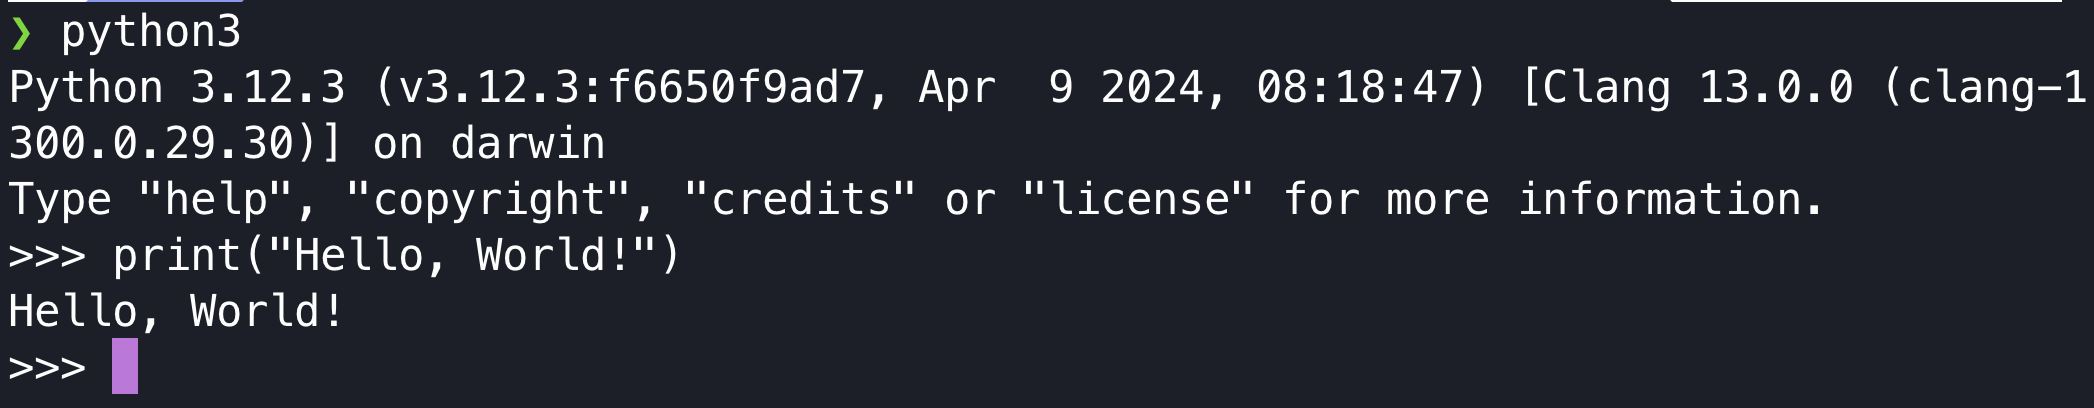 ❯ python3
Python 3.12.3 (v3.12.3:f6650f9ad7, Apr  9 2024, 08:18:47) [Clang 13.0.0 (clang-1
300.0.29.30)] on darwin
Type "help", "copyright", "credits" or "license" for more information.
>>> print("Hello, World!")
Hello, World!
>>>